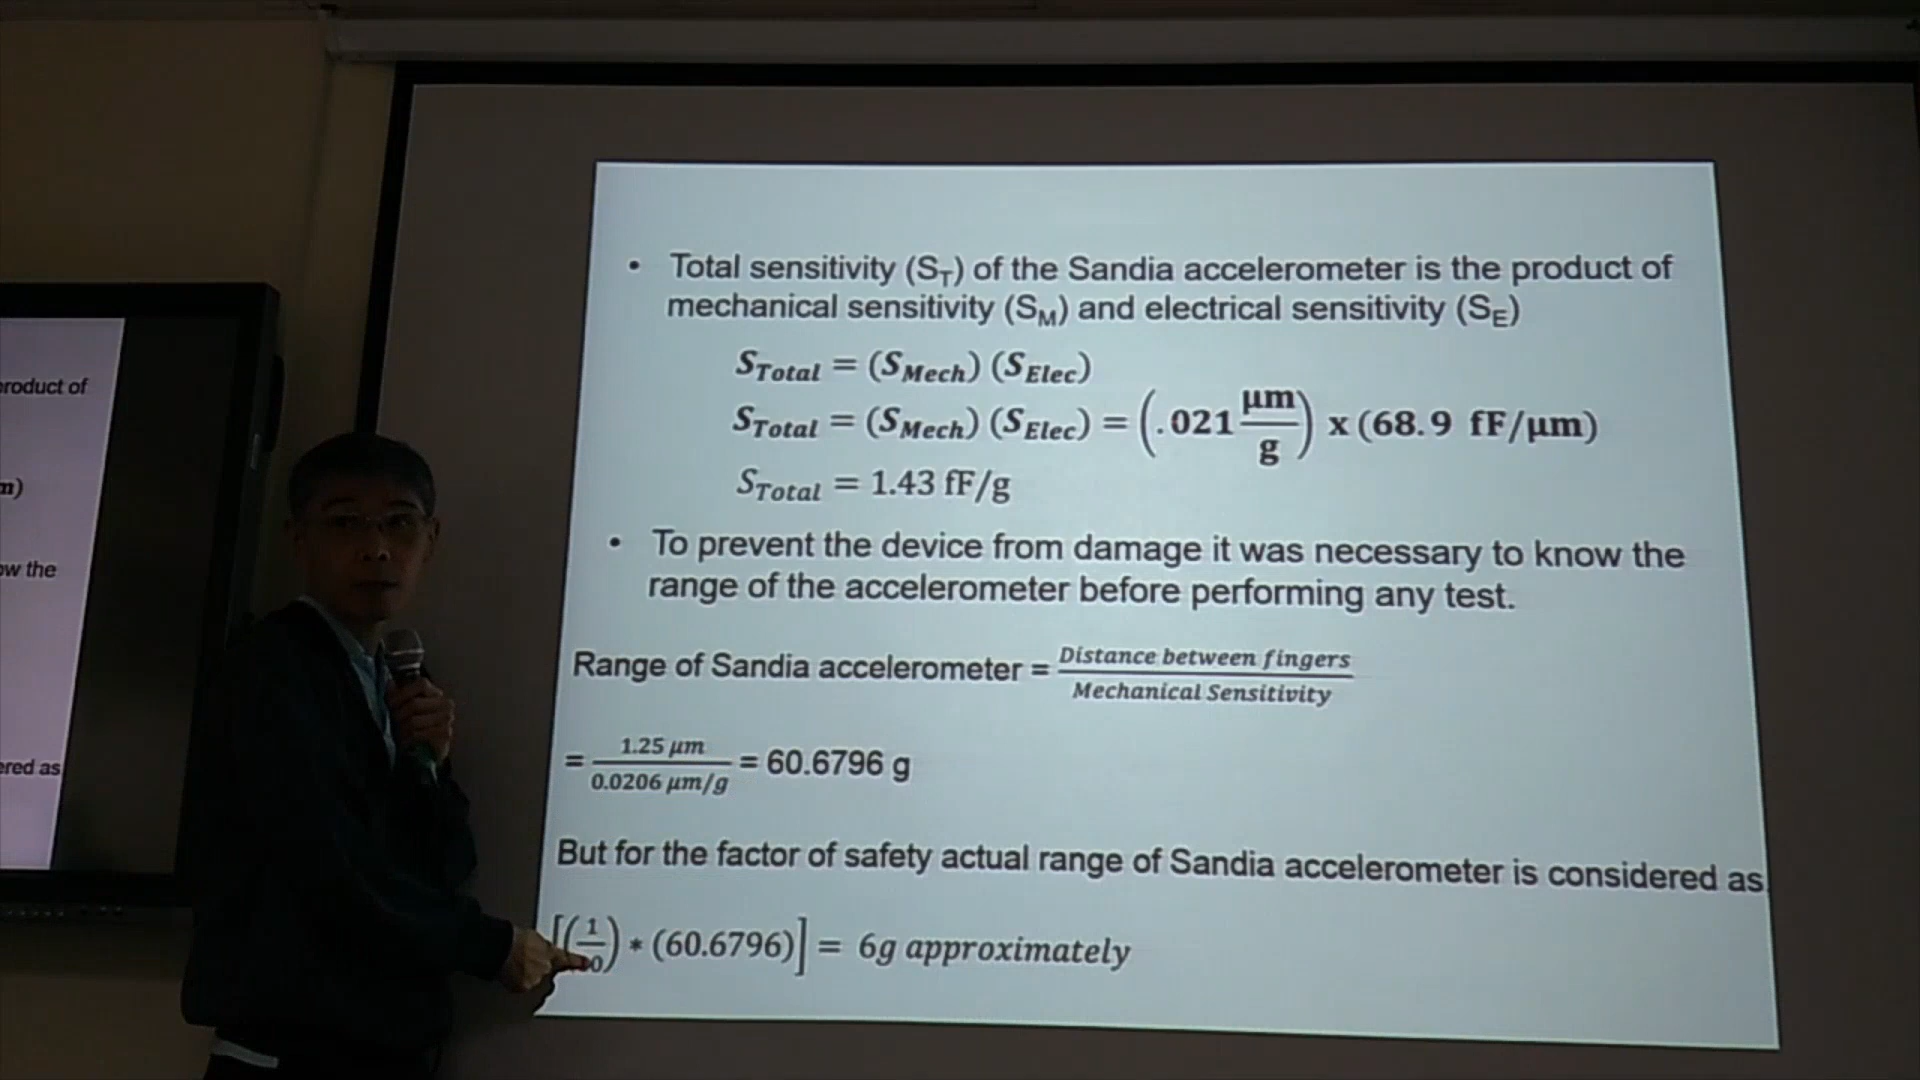 • Total sensitivity (S_T) of the Sandia accelerometer is the product of
mechanical sensitivity (S_M) and electrical sensitivity (S_E)
S_Total = (S_Mech) (S_Elec)
S_Total = (S_Mech) (S_Elec) = (.021 μm/g) x (68.9 fF/μm)
S_Total = 1.43 fF/g
• To prevent the device from damage it was necessary to know the
range of the accelerometer before performing any test.
Range of Sandia accelerometer = Distance between fingers / Mechanical Sensitivity
= 1.25 μm / 0.0206 μm/g = 60.6796 g
But for the factor of safety actual range of Sandia accelerometer is considered as
[(1/0) * (60.6796)] = 6g approximately
product of
m)
ow the
ered as